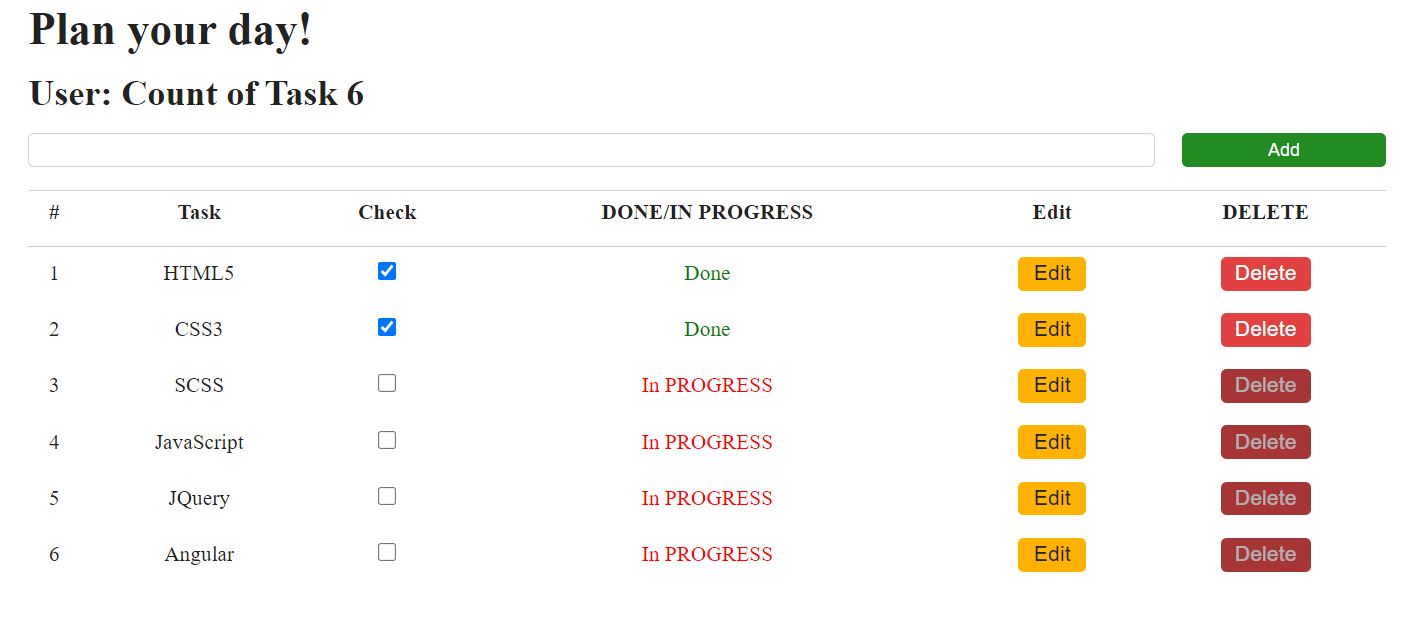 Plan your day!
User: Count of Task 6
Add
# Task Check DONE/IN PROGRESS Edit DELETE
1 HTML5 Done Edit Delete
2 CSS3 Done Edit Delete
3 SCSS In PROGRESS Edit Delete
4 JavaScript In PROGRESS Edit Delete
5 JQuery In PROGRESS Edit Delete
6 Angular In PROGRESS Edit Delete